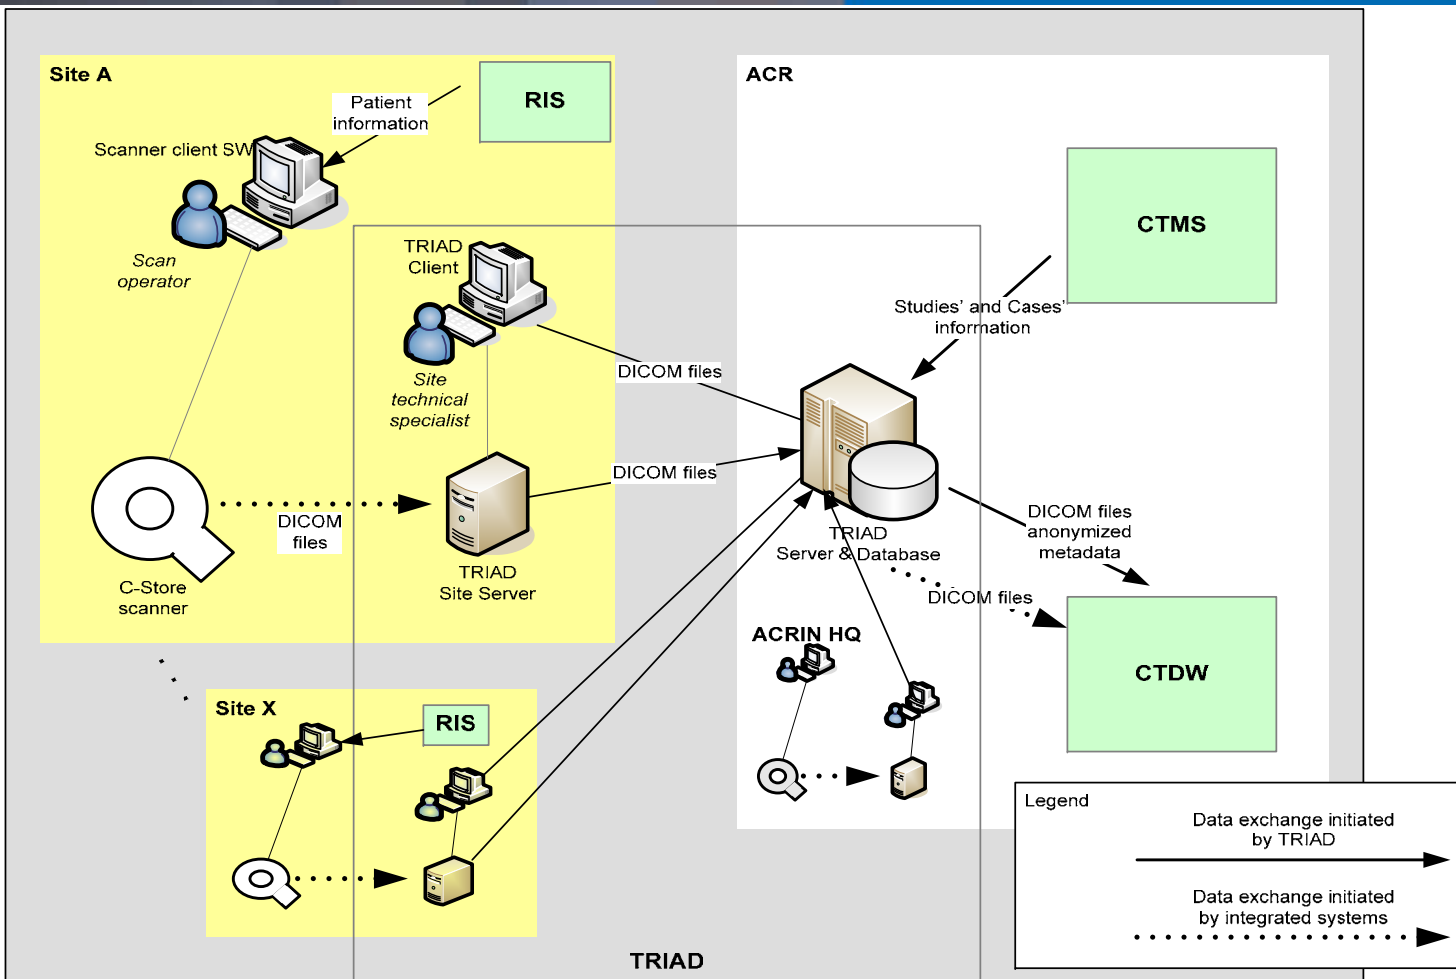 Site A
Patient
information
RIS
Scanner client SW
Scan
operator
TRIAD
Client
Site
technical
specialist
DICOM
files
C-Store
scanner
TRIAD
Site Server
DICOM files
DICOM files
ACR
CTMS
Studies' and Cases'
information
TRIAD
Server & Database
DICOM files
anonymized
metadata
DICOM files
CTDW
ACRIN HQ
Site X
RIS
TRIAD
Legend
Data exchange initiated
by TRIAD
Data exchange initiated
by integrated systems